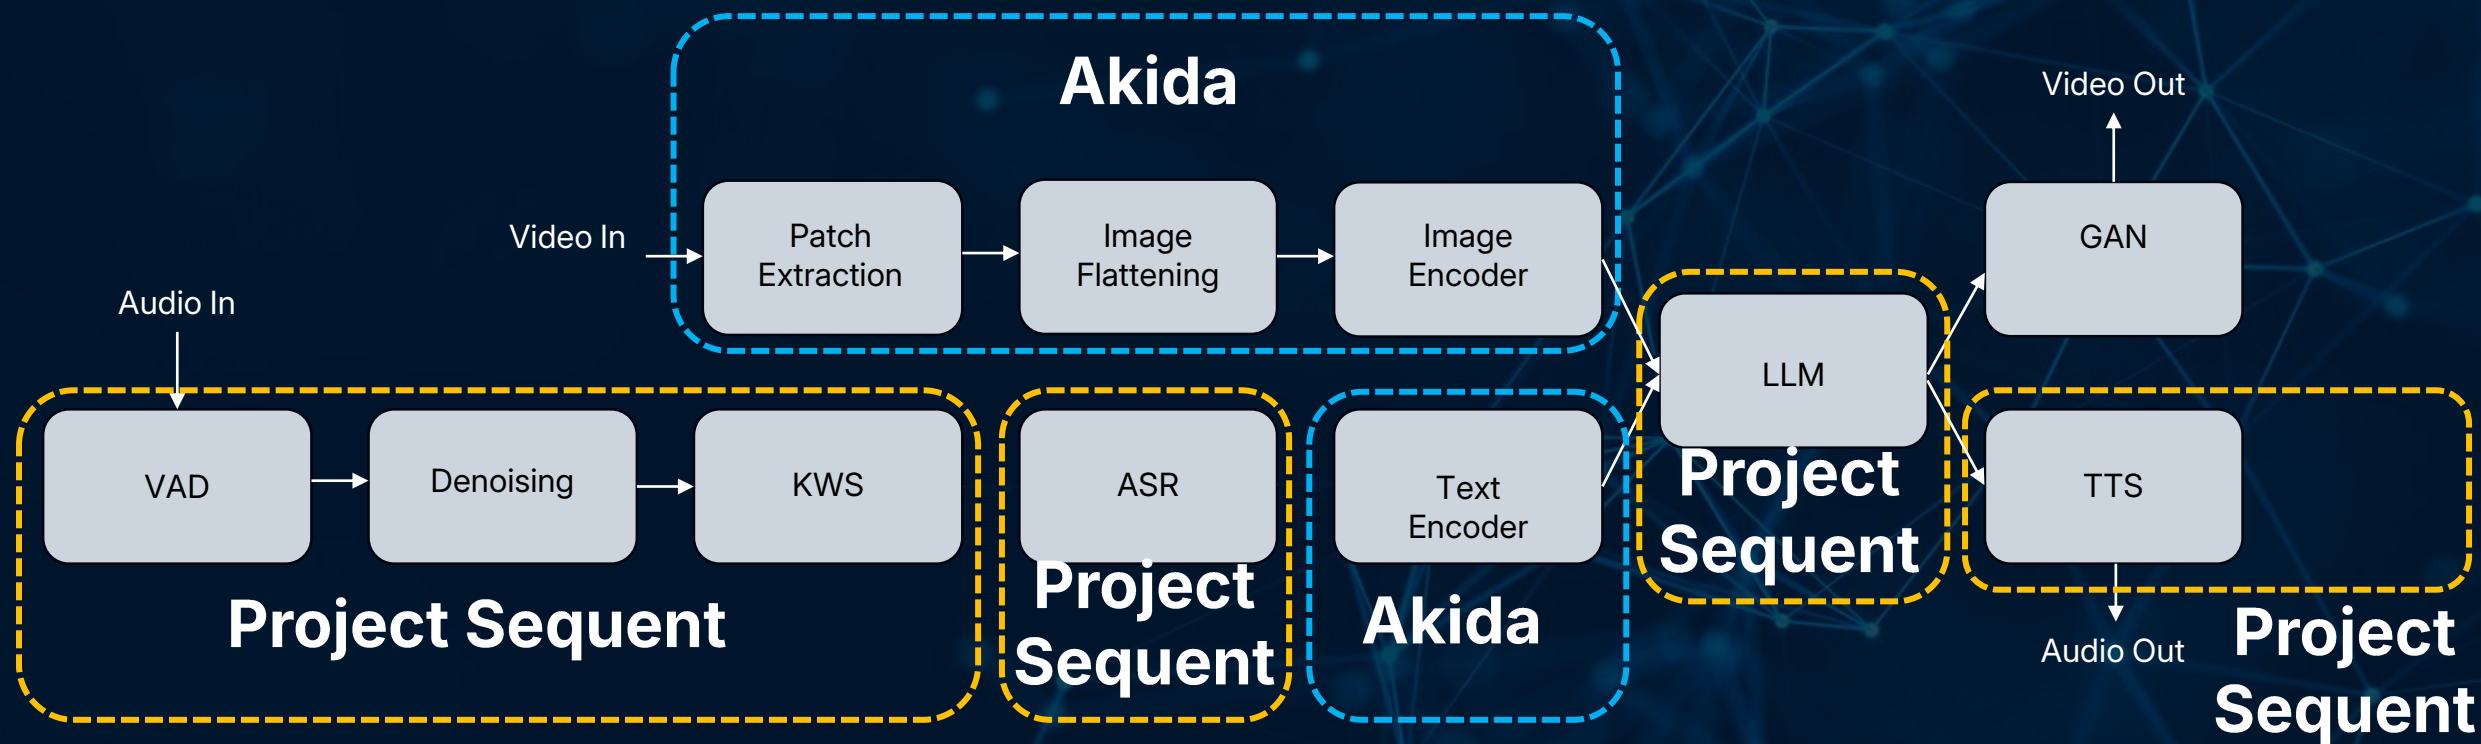 Akida
Video Out
Video In
Patch
Extraction
Image
Flattening
Image
Encoder
GAN
Audio In
LLM
VAD
Denoising
KWS
ASR
Text
Encoder
TTS
Project
Sequent
Project Sequent
Project
Sequent
Akida
Audio Out
Project
Sequent